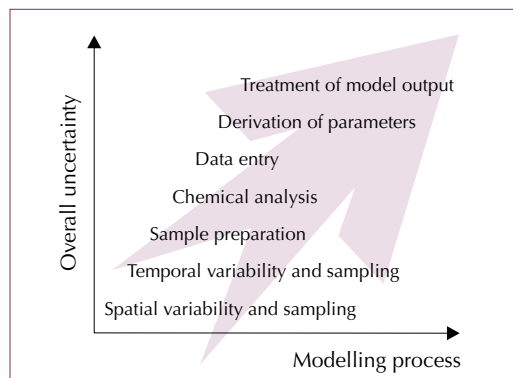 Overall uncertainty
Treatment of model output
Derivation of parameters
Data entry
Chemical analysis
Sample preparation
Temporal variability and sampling
Spatial variability and sampling
Modelling process